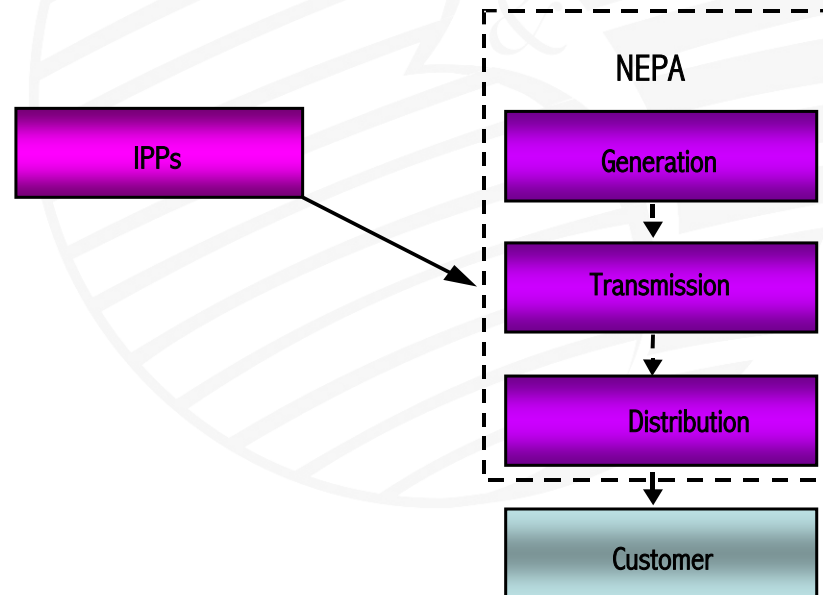 &
NEPA
IPPs
Generation
Transmission
Distribution
Customer